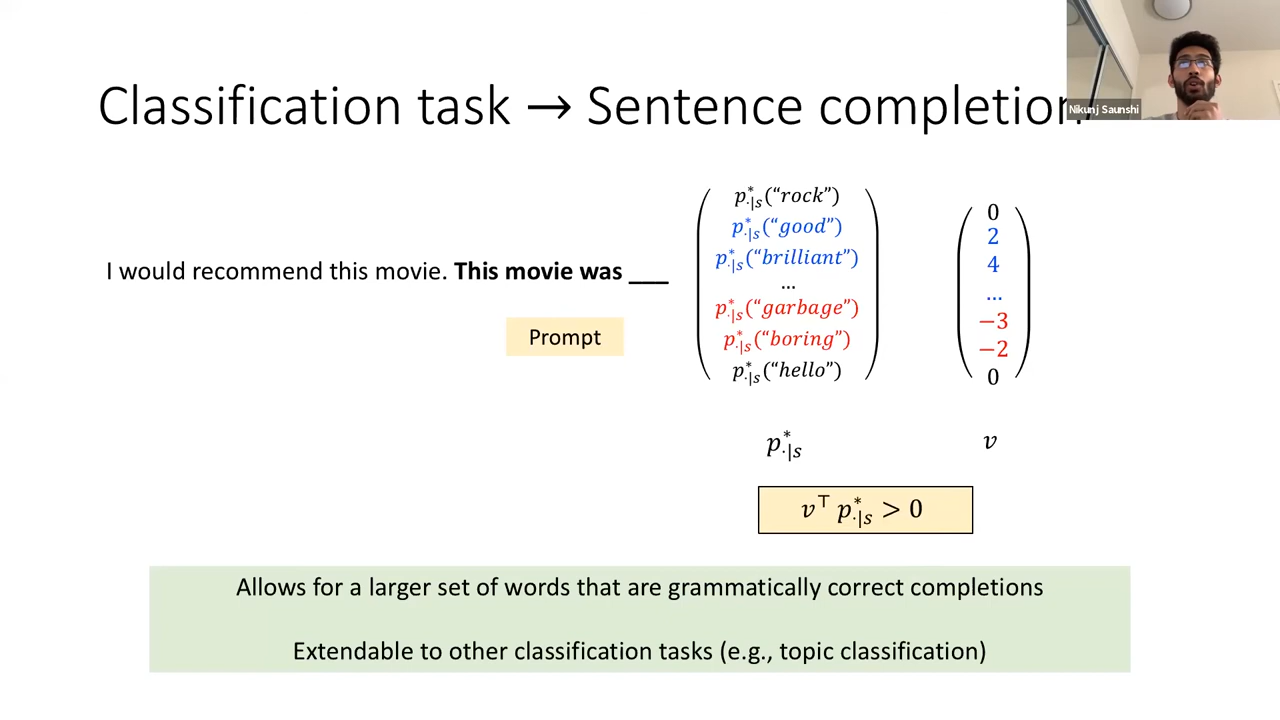 Classification task → Sentence completion
Nikunj Saunshi
I would recommend this movie. This movie was ___
Prompt
p*·|s("rock")
p*·|s("good")
p*·|s("brilliant")
...
p*·|s("garbage")
p*·|s("boring")
p*·|s("hello")
0
2
4
...
−3
−2
0
p*·|s
v
v⊤ p*·|s > 0
Allows for a larger set of words that are grammatically correct completions
Extendable to other classification tasks (e.g., topic classification)